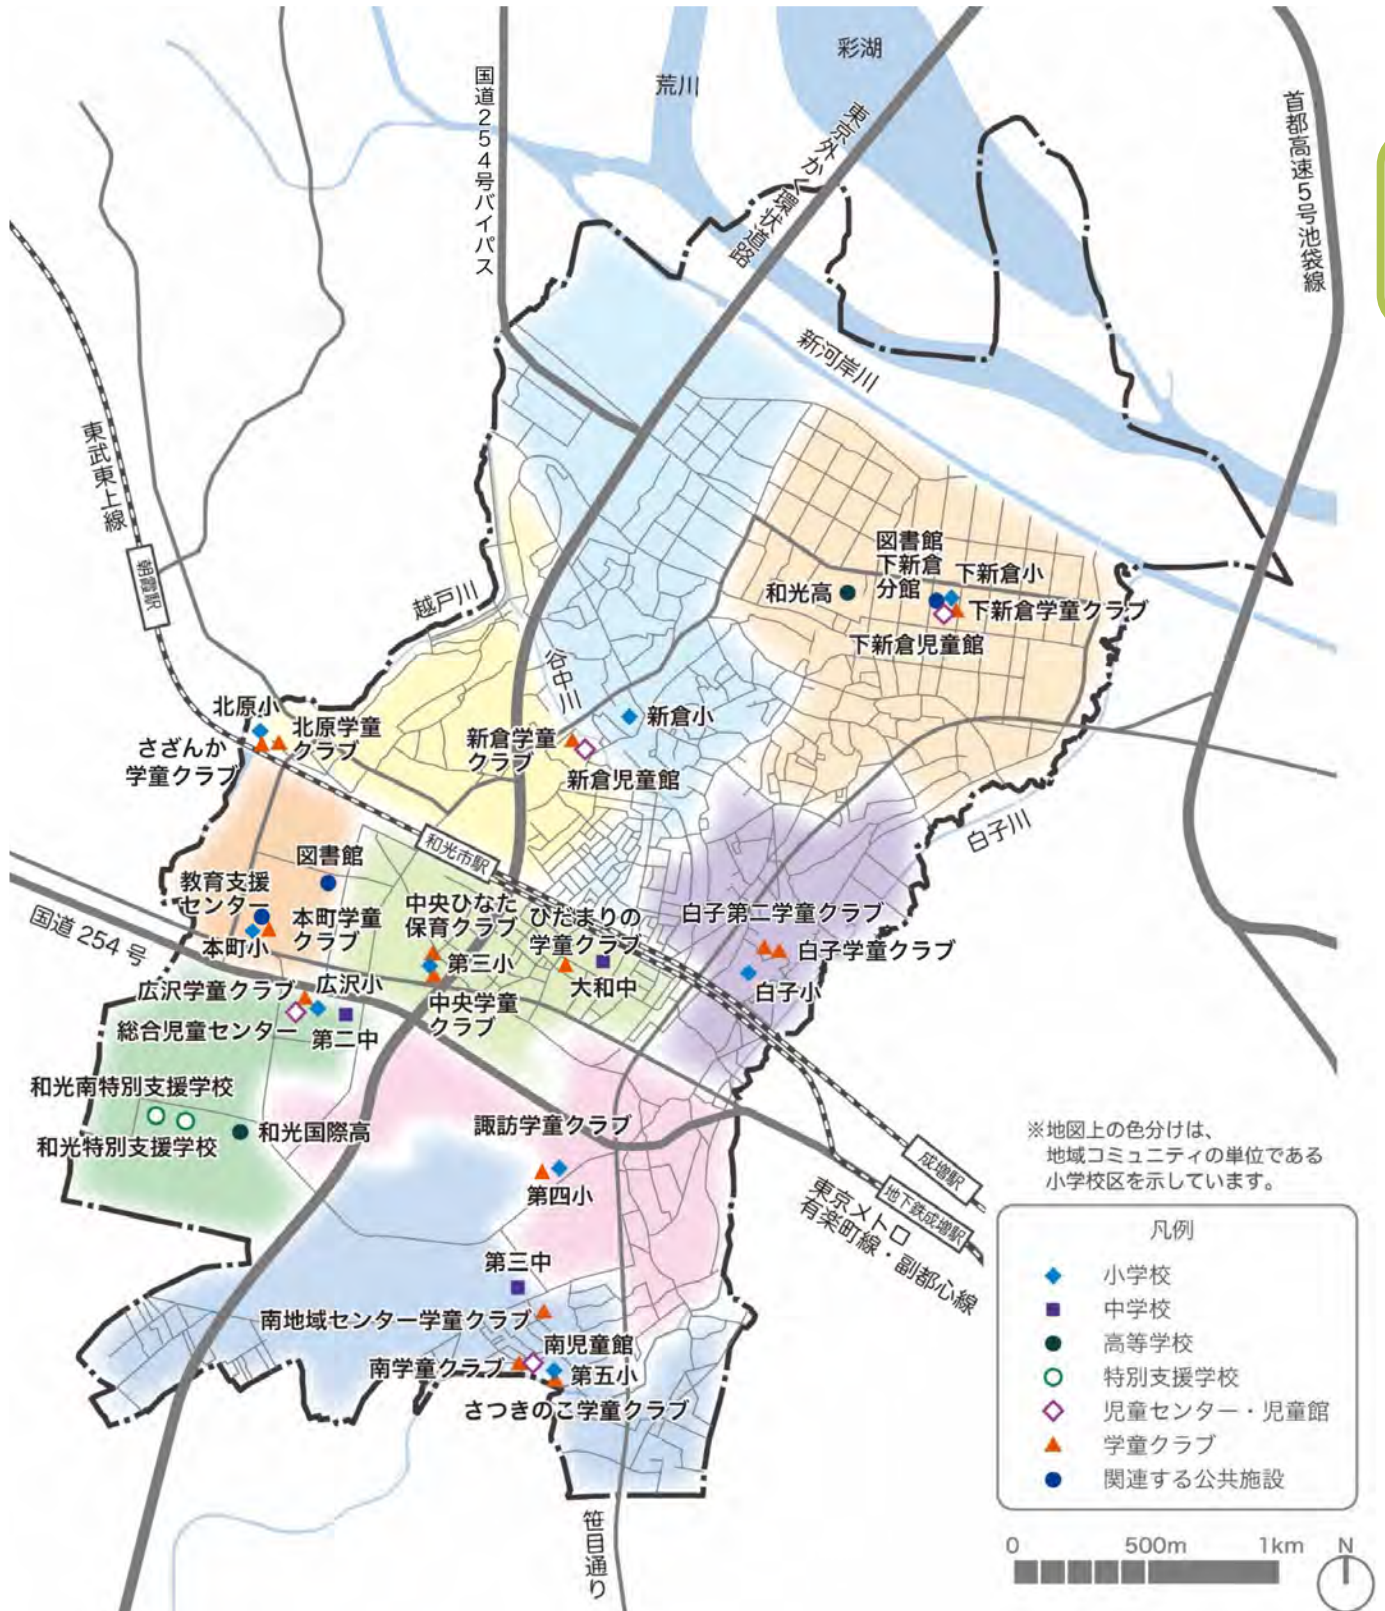 彩湖
荒川
国道254号バイパス
東京外かく環状道路
首都高速5号池袋線
新河岸川
東武東上線
朝霞駅
越戸川
谷中川
図書館
下新倉
分館
下新倉小
和光高
下新倉学童クラブ
下新倉児童館
北原小
北原学童
クラブ
さざんか
学童クラブ
新倉小
新倉学童
クラブ
新倉児童館
白子川
和光市駅
図書館
教育支援
センター
本町学童
クラブ
本町小
中央ひなた
保育クラブ
ひだまりの
学童クラブ
白子第二学童クラブ
白子学童クラブ
国道254号
第三小
大和中
白子小
中央学童
クラブ
広沢学童クラブ
広沢小
総合児童センター
第二中
和光南特別支援学校
和光特別支援学校
和光国際高
諏訪学童クラブ
第四小
成増駅
地下鉄成増駅
東京メトロ
有楽町線・副都心線
第三中
南地域センター学童クラブ
南児童館
南学童クラブ
第五小
さつきのこ学童クラブ
笹目通り
※地図上の色分けは、
地域コミュニティの単位である
小学校区を示しています。
凡例
小学校
中学校
高等学校
特別支援学校
児童センター・児童館
学童クラブ
関連する公共施設
0 500m 1km N